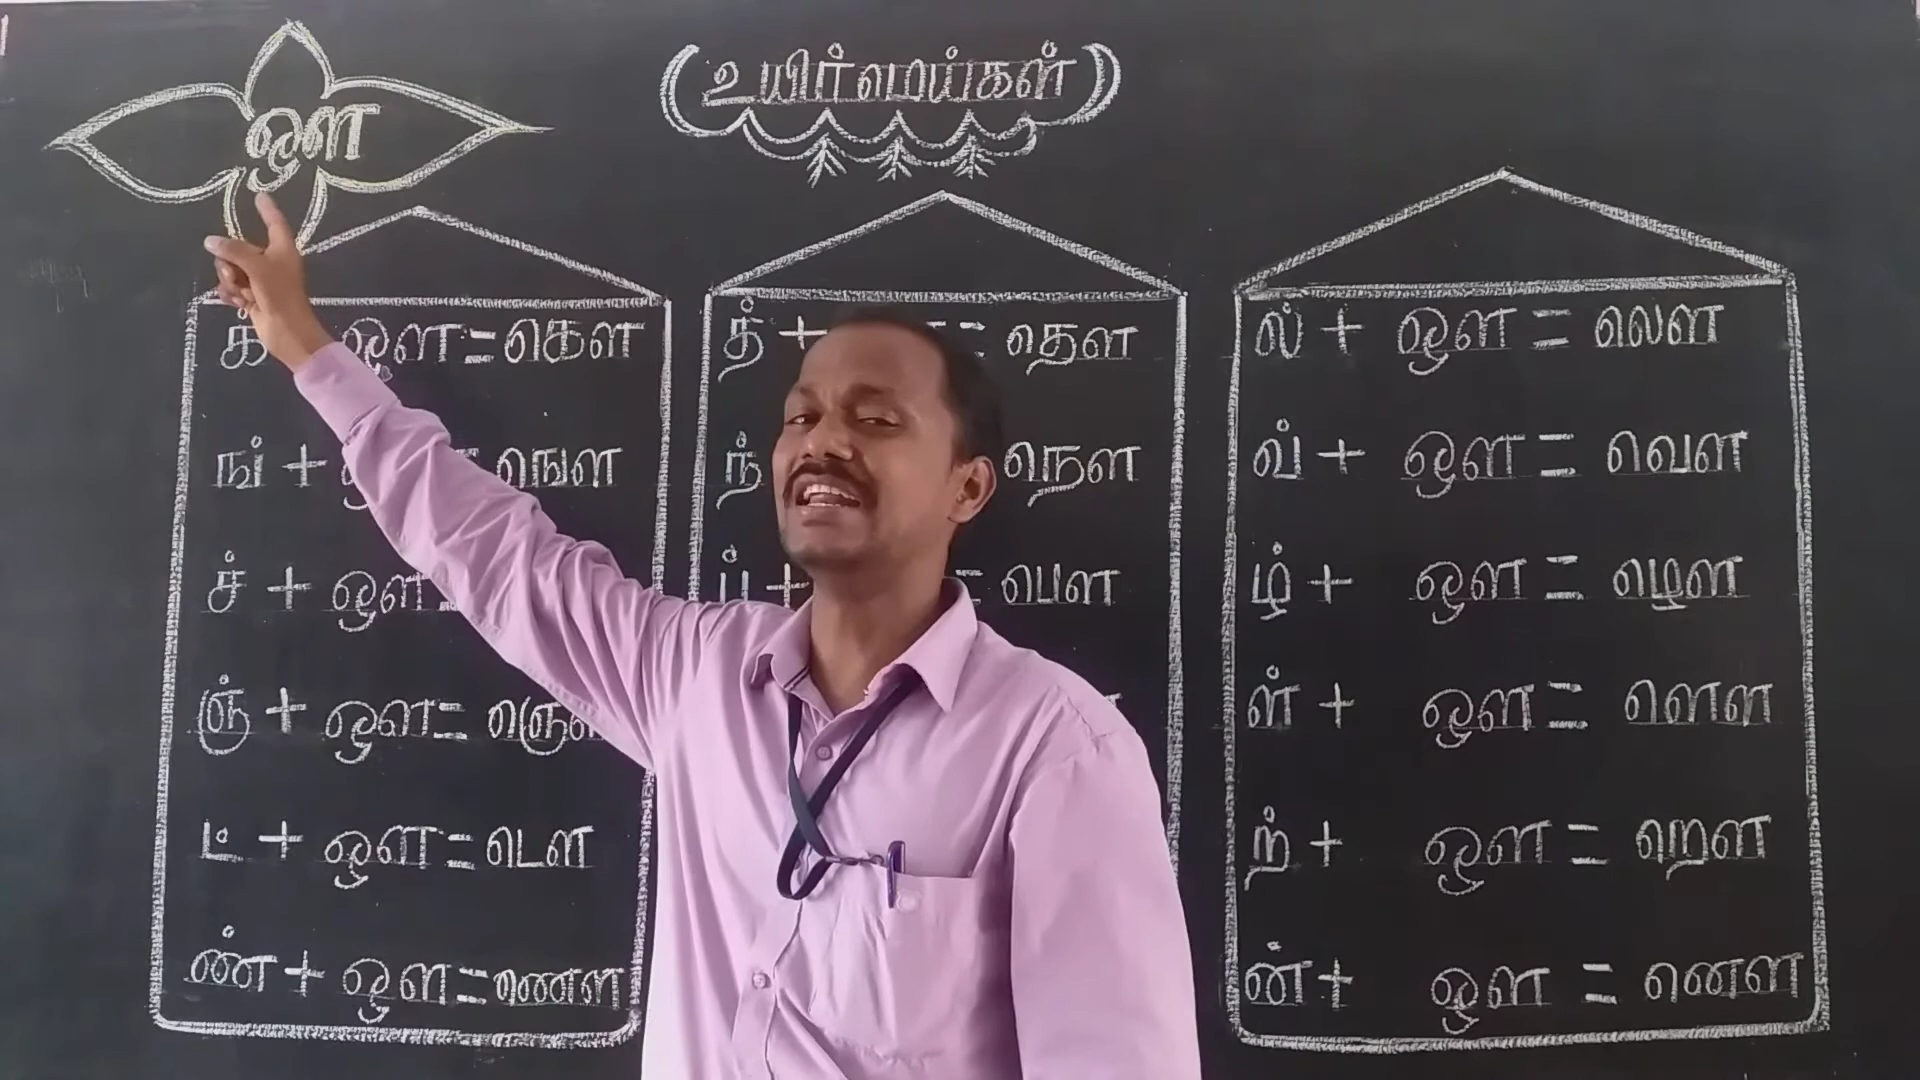 ஔ
உயிர்மெய்கள்
க் + ஔ = கௌ
ங் + ஔ = ஙௌ
ச் + ஔ
ஞ் + ஔ = ஞௌ
ட் + ஔ = டௌ
ண் + ஔ = ணௌ
த் + = தௌ
ந் நௌ
ப் + = பௌ
ல் + ஔ = லௌ
வ் + ஔ = வௌ
ழ் + ஔ = ழௌ
ள் + ஔ = ளௌ
ற் + ஔ = றௌ
ன் + ஔ = னௌ